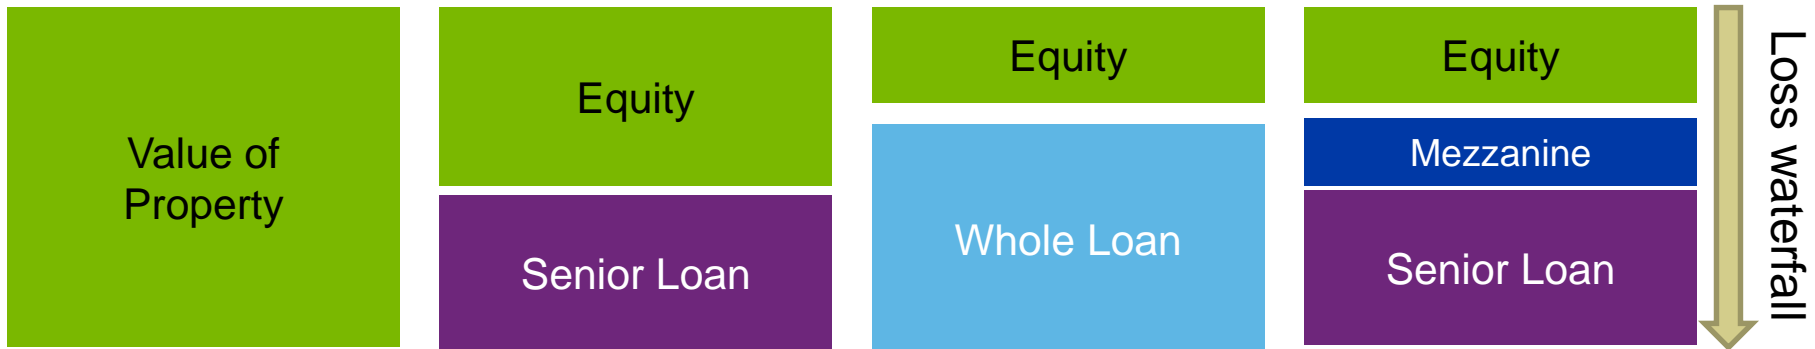 Value of
Property
Equity
Senior Loan
Equity
Whole Loan
Equity
Mezzanine
Senior Loan
Loss waterfall